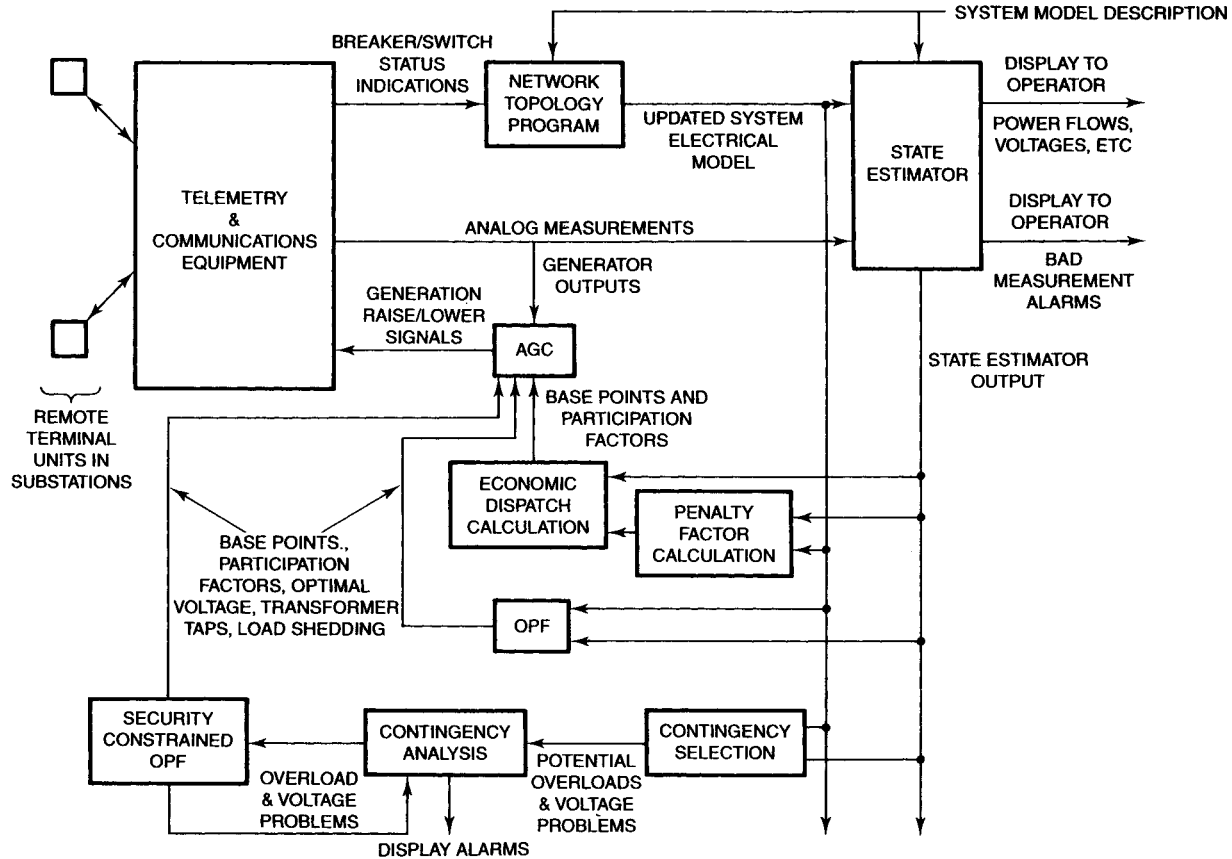 SYSTEM MODEL DESCRIPTION
BREAKER/SWITCH
STATUS
INDICATIONS
NETWORK
TOPOLOGY
PROGRAM
UPDATED SYSTEM
ELECTRICAL
MODEL
STATE
ESTIMATOR
DISPLAY TO
OPERATOR
POWER FLOWS,
VOLTAGES, ETC
DISPLAY TO
OPERATOR
BAD
MEASUREMENT
ALARMS
TELEMETRY
&
COMMUNICATIONS
EQUIPMENT
ANALOG MEASUREMENTS
GENERATOR
OUTPUTS
GENERATION
RAISE/LOWER
SIGNALS
AGC
STATE ESTIMATOR
OUTPUT
REMOTE
TERMINAL
UNITS IN
SUBSTATIONS
BASE POINTS AND
PARTICIPATION
FACTORS
ECONOMIC
DISPATCH
CALCULATION
PENALTY
FACTOR
CALCULATION
BASE POINTS.,
PARTICIPATION
FACTORS, OPTIMAL
VOLTAGE, TRANSFORMER
TAPS, LOAD SHEDDING
OPF
SECURITY
CONSTRAINED
OPF
CONTINGENCY
ANALYSIS
CONTINGENCY
SELECTION
OVERLOAD
& VOLTAGE
PROBLEMS
POTENTIAL
OVERLOADS
& VOLTAGE
PROBLEMS
DISPLAY ALARMS